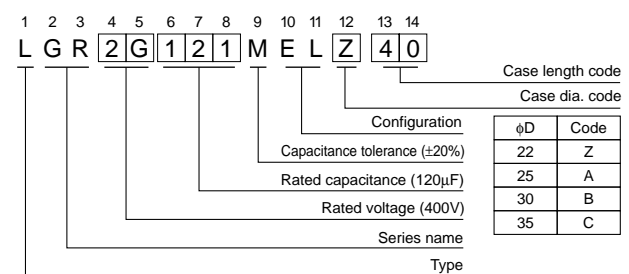 1 2 3 4 5 6 7 8 9 10 11 12 13 14
L G R 2 G 1 2 1 M E L Z 4 0
Case length code
Case dia. code
Configuration
Capacitance tolerance (±20%)
Rated capacitance (120μF)
Rated voltage (400V)
Series name
Type
ϕD Code
22 Z
25 A
30 B
35 C